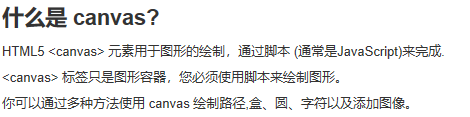 什么是 canvas?
HTML5 <canvas> 元素用于图形的绘制，通过脚本 (通常是JavaScript)来完成.
<canvas> 标签只是图形容器，您必须使用脚本来绘制图形。
你可以通过多种方法使用 canvas 绘制路径,盒、圆、字符以及添加图像。